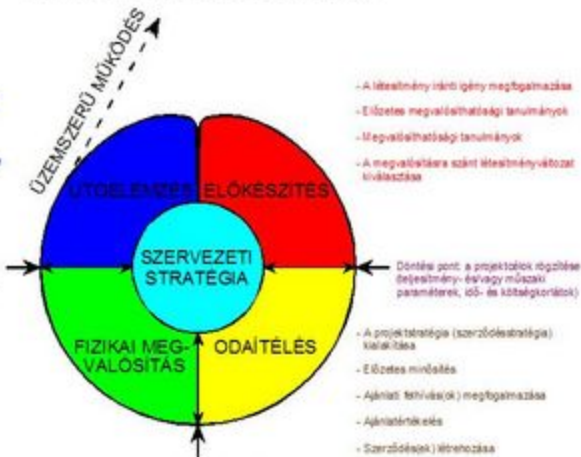 ÜZEMSZERŰ MŰKÖDÉS
UTÓELEMZÉS
ELŐKÉSZÍTÉS
SZERVEZETI
STRATÉGIA
FIZIKAI MEG-
VALÓSÍTÁS
ODAÍTÉLÉS
- A létesítmény iránti igény megfogalmazása
- Előzetes megvalósíthatósági tanulmányok
- Megvalósíthatósági tanulmányok
- A megvalósításra szánt létesítményváltozat
kiválasztása
Döntési pont: a projektcélok rögzítése
(teljesítmény- és/vagy műszaki
paraméterek, idő- és költségkorlátok)
- A projektstratégia (szerződésstratégia)
kialakítása
- Előzetes minősítés
- Ajánlati felhívás(ok) megfogalmazása
- Ajánlatértékelés
- Szerződés(ek) létrehozása